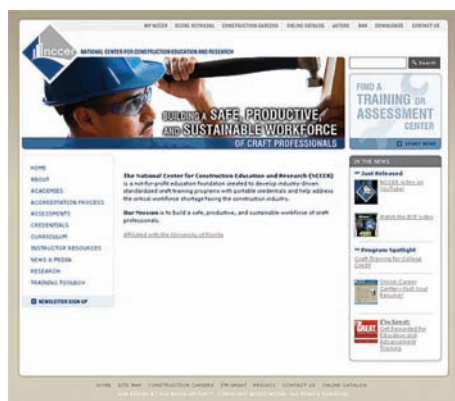 MY NCCER SCORE RETRIEVAL CONSTRUCTION CAREERS ONLINE CATALOG DOWNLOADS CONTACT US
nccer
NATIONAL CENTER FOR CONSTRUCTION EDUCATION AND RESEARCH
Search
BUILDING A SAFE, PRODUCTIVE,
AND SUSTAINABLE WORKFORCE
OF CRAFT PROFESSIONALS
FIND A
TRAINING OR
ASSESSMENT
CENTER
START HERE
HOME
ABOUT
ACADEMIES
ACCREDITATION PROCESS
ASSESSMENTS
CREDENTIALS
CURRICULUM
INSTRUCTOR RESOURCES
NEWS & MEDIA
RESEARCH
TRAINING TOOLBOX
NEWSLETTER SIGN UP
The National Center for Construction Education and Research (NCCER)
is a not-for-profit education foundation created to develop industry-driven
standardized craft training programs with portable credentials and help address
the critical workforce shortage facing the construction industry.
Our Mission is to build a safe, productive, and sustainable workforce of craft
professionals.
Affiliated with the University of Florida
IN THE NEWS
Just Released
NCCER video on
YouTube!
Watch the video
Program Spotlight
Craft Training for College
Credit
Online Career
Center—Post Your
Resume!
I'm Great:
Get Rewarded for
Education and
Advancement
Training
HOME SITE MAP CONSTRUCTION CAREERS I'M GREAT PRIVACY CONTACT US ONLINE CATALOG